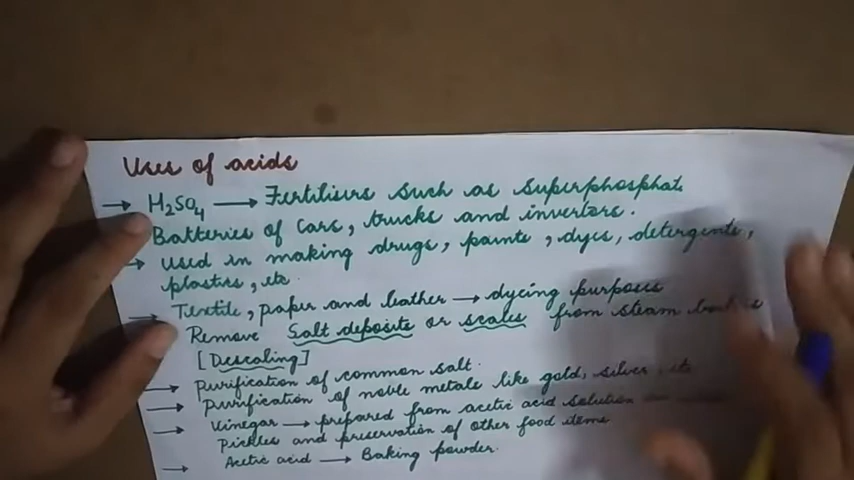 Uses of acids
→ H₂SO₄ → Fertilisers such as superphosphate
Batteries of cars, trucks and invertors.
→ Used in making drugs, paints, dyes, detergents,
plastics, etc
→ Textile, paper and leather → dyeing purposes
Remove Salt deposits or scales from steam
[Descaling]
→ Purification of common salt.
→ Purification of noble metals like gold, silver, etc
→ Vinegar → prepared from acetic acid solution
Pickles and preservation of other food items
→ Acetic acid → Baking powder.